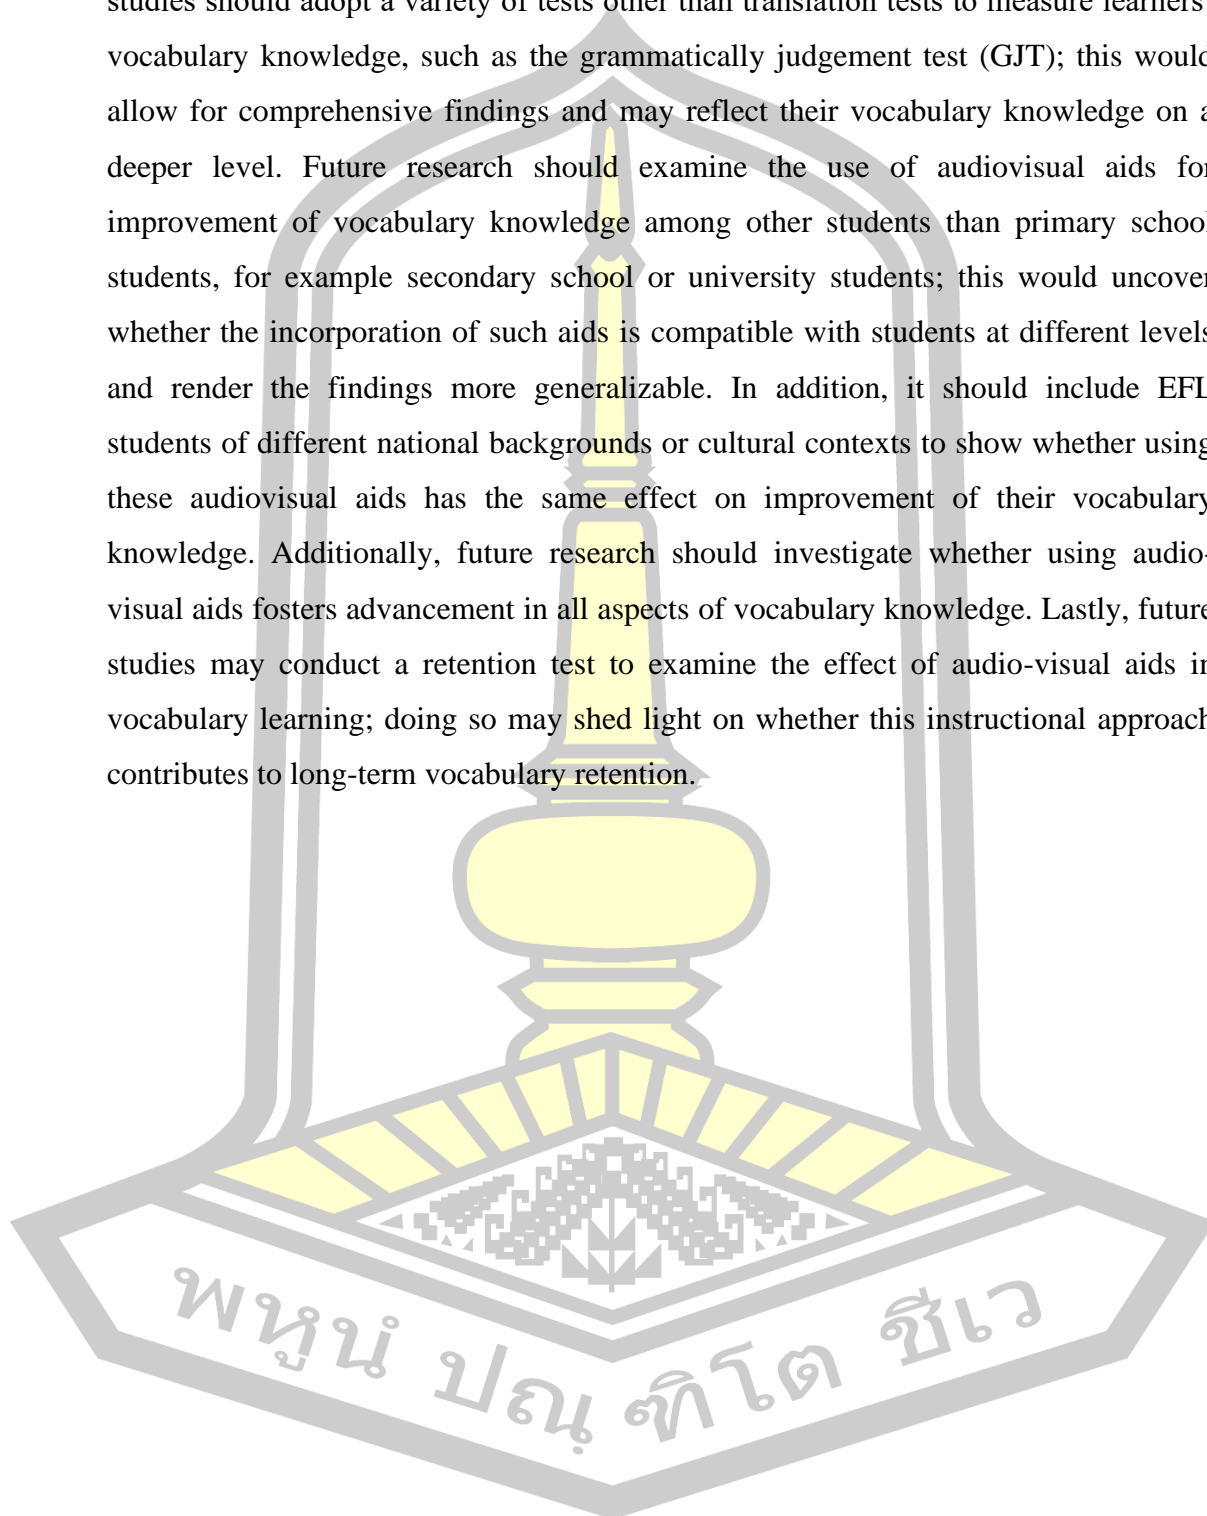 studies should adopt a variety of tests other than translation tests to measure learners'
vocabulary knowledge, such as the grammatically judgement test (GJT); this would
allow for comprehensive findings and may reflect their vocabulary knowledge on a
deeper level. Future research should examine the use of audiovisual aids for
improvement of vocabulary knowledge among other students than primary school
students, for example secondary school or university students; this would uncover
whether the incorporation of such aids is compatible with students at different levels
and render the findings more generalizable. In addition, it should include EFL
students of different national backgrounds or cultural contexts to show whether using
these audiovisual aids has the same effect on improvement of their vocabulary
knowledge. Additionally, future research should investigate whether using audio-
visual aids fosters advancement in all aspects of vocabulary knowledge. Lastly, future
studies may conduct a retention test to examine the effect of audio-visual aids in
vocabulary learning; doing so may shed light on whether this instructional approach
contributes to long-term vocabulary retention.
พหูนํ ปณฺ ฑิโต ชีเว